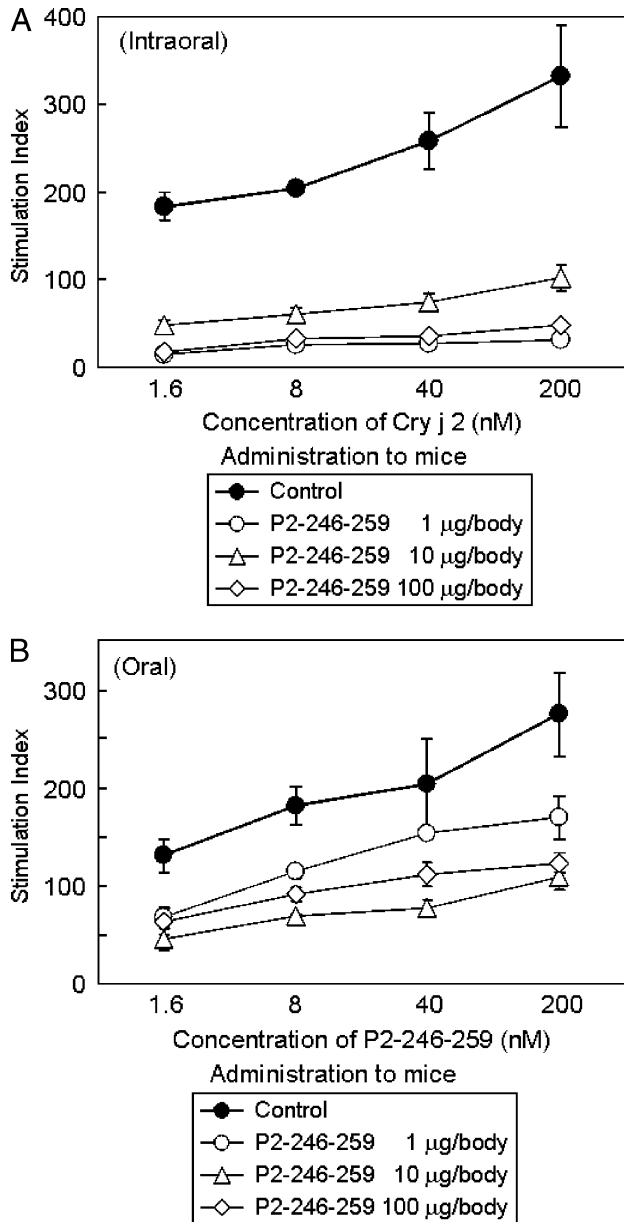 A
(Intraoral)
400
300
200
100
0
Stimulation Index
1.6 8 40 200
Concentration of Cry j 2 (nM)
Administration to mice
Control
P2-246-259 1 μg/body
P2-246-259 10 μg/body
P2-246-259 100 μg/body
B
(Oral)
300
200
100
0
Stimulation Index
1.6 8 40 200
Concentration of P2-246-259 (nM)
Administration to mice
Control
P2-246-259 1 μg/body
P2-246-259 10 μg/body
P2-246-259 100 μg/body